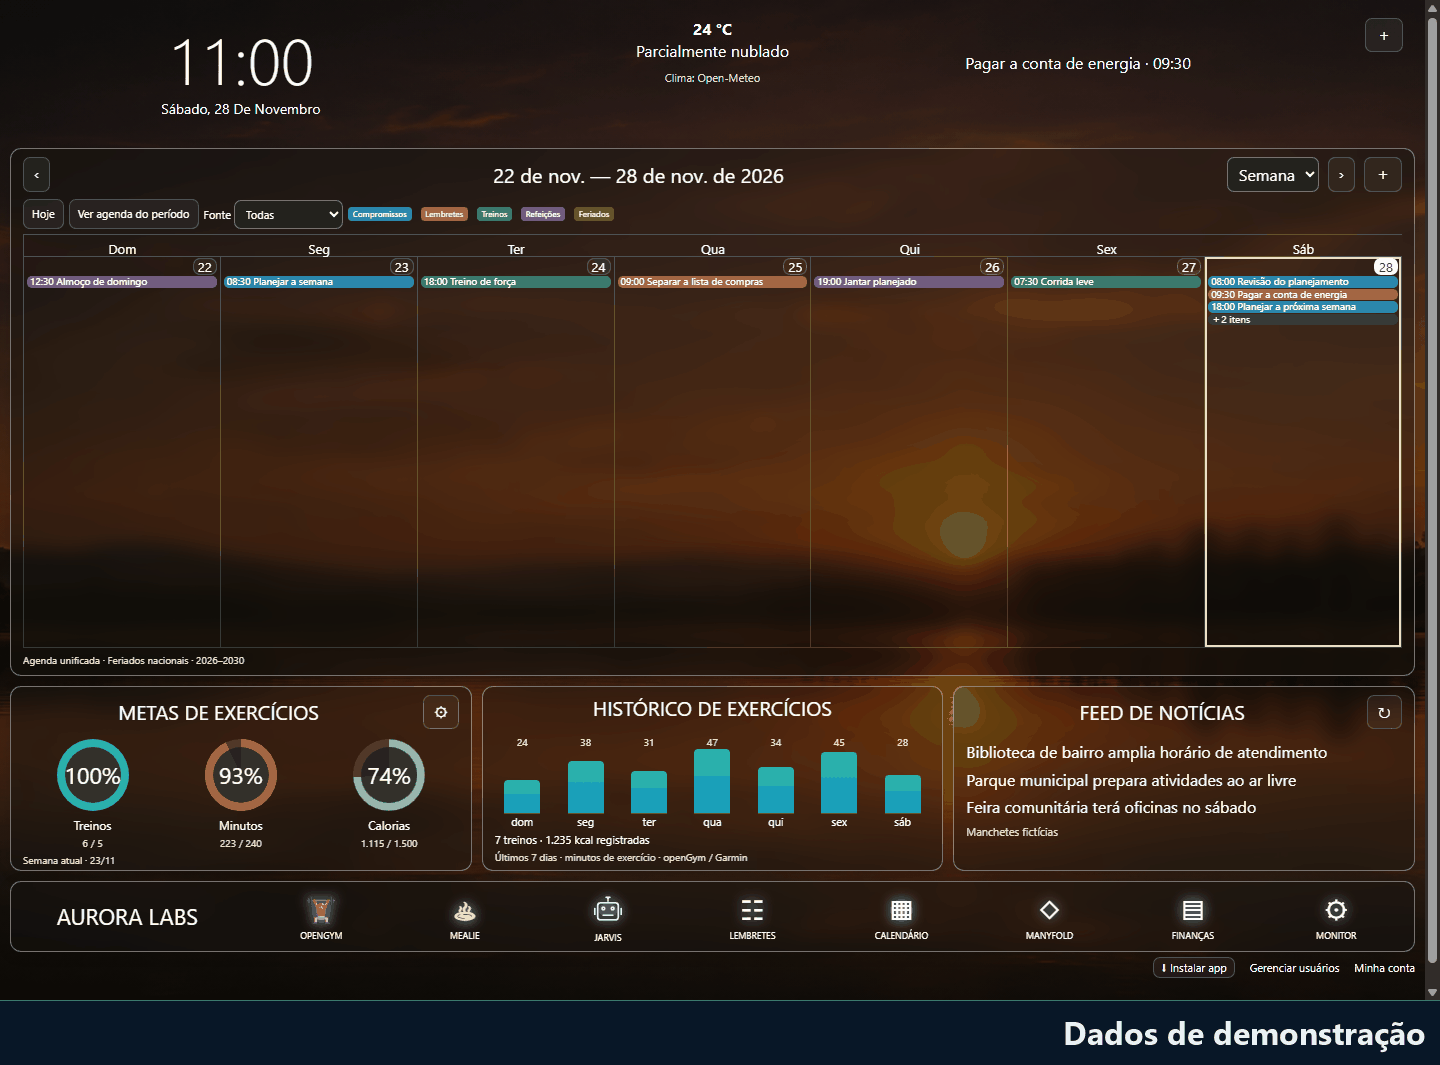 11:00
Sábado, 28 De Novembro
24 °C
Parcialmente nublado
Clima: Open-Meteo
Pagar a conta de energia · 09:30
+
‹
22 de nov. — 28 de nov. de 2026
Semana
›
+
Hoje
Ver agenda do período
Fonte
Todas
Compromissos
Lembretes
Treinos
Refeições
Feriados
Dom
Seg
Ter
Qua
Qui
Sex
Sáb
22
12:30 Almoço de domingo
23
08:30 Planejar a semana
24
18:00 Treino de força
25
09:00 Separar a lista de compras
26
19:00 Jantar planejado
27
07:30 Corrida leve
28
08:00 Revisão do planejamento
09:30 Pagar a conta de energia
18:00 Planejar a próxima semana
+ 2 itens
Agenda unificada · Feriados nacionais · 2026–2030
METAS DE EXERCÍCIOS
100%
Treinos
6 / 5
93%
Minutos
223 / 240
74%
Calorias
1.115 / 1.500
Semana atual · 23/11
HISTÓRICO DE EXERCÍCIOS
24 38 31 47 34 45 28
dom seg ter qua qui sex sáb
7 treinos · 1.235 kcal registradas
Últimos 7 dias · minutos de exercício · openGym / Garmin
FEED DE NOTÍCIAS
Biblioteca de bairro amplia horário de atendimento
Parque municipal prepara atividades ao ar livre
Feira comunitária terá oficinas no sábado
Manchetes fictícias
AURORA LABS
OPENGYM
MEALIE
JARVIS
LEMBRETES
CALENDÁRIO
MANYFOLD
FINANÇAS
MONITOR
⬇ Instalar app
Gerenciar usuários
Minha conta
Dados de demonstração